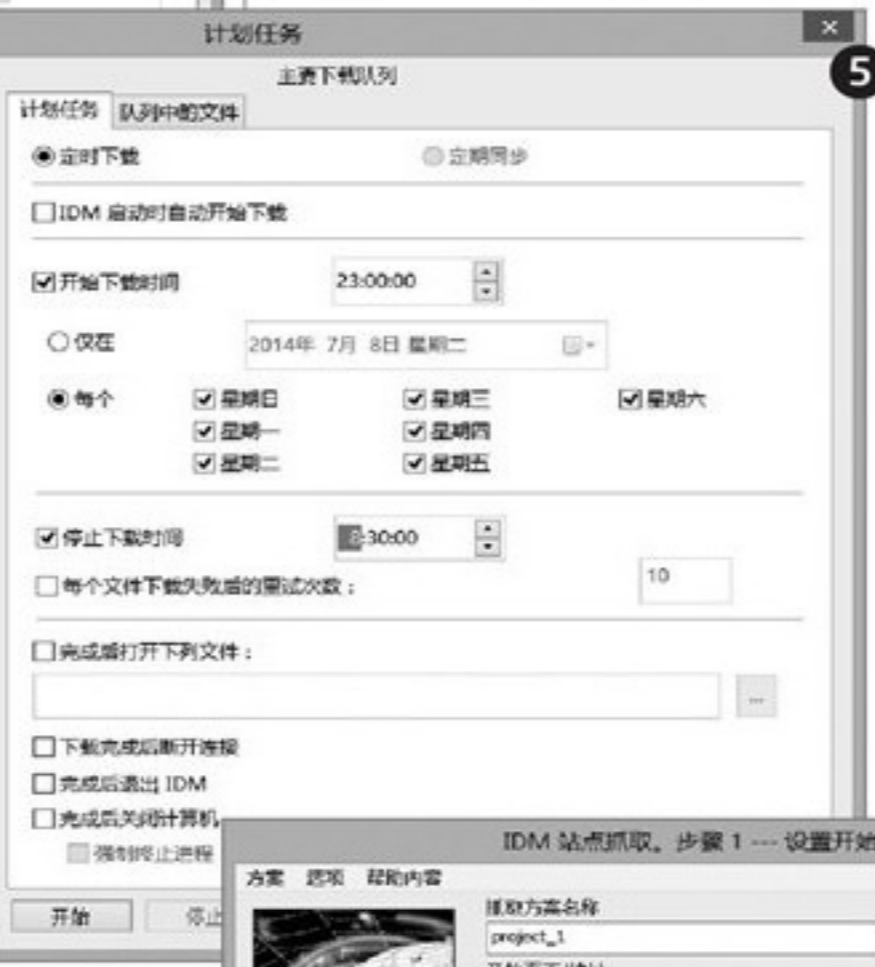 计划任务
×
5
主要下载队列
计划任务 队列中的文件
定时下载 定期同步
IDM 启动时自动开始下载
开始下载时间 23:00:00
仅在 2014年 7月 8日 星期二
每个 星期日 星期三 星期六
星期一 星期四
星期二 星期五
停止下载时间 :30:00
每个文件下载失败后的重试次数: 10
完成后打开下列文件:
...
下载完成后断开连接
完成后退出 IDM
完成后关闭计算机
强制终止进程
开始 停止
IDM 站点抓取。步骤 1 --- 设置开始
方案 选项 帮助内容
抓取方案名称
project_1